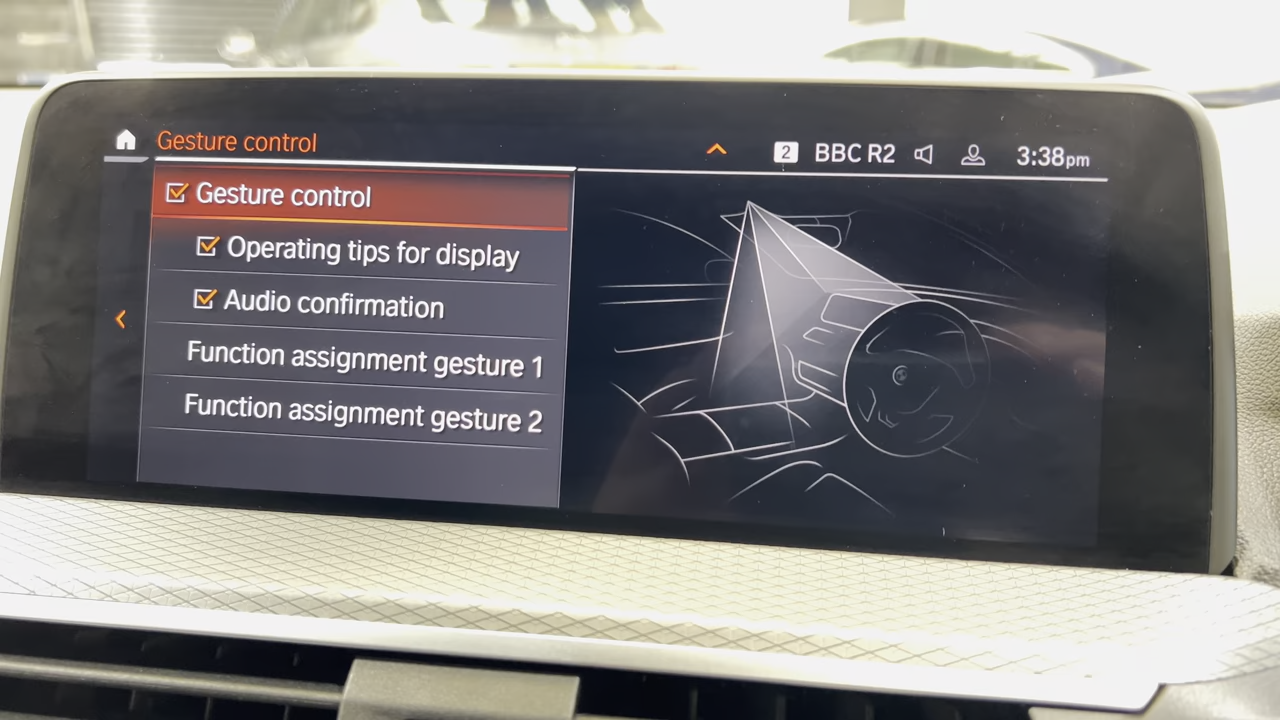 Gesture control
2 BBC R2 3:38pm
Gesture control
Operating tips for display
Audio confirmation
Function assignment gesture 1
Function assignment gesture 2